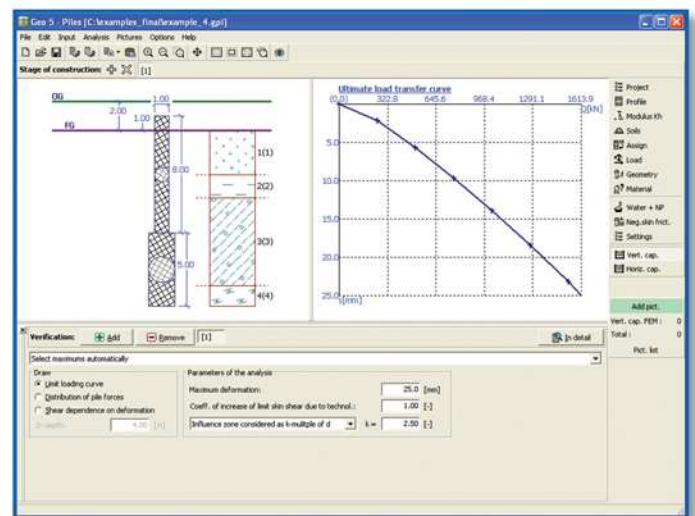 Geo 5 - Piles [C:\examples_final\example_4.gpi]
File Edit Input Analysis Pictures Options Help
Stage of construction: [1]
OG
FG
1.00
2.00
1.00
8.00
5.00
1(1)
2(2)
3(3)
4(4)
Ultimate load transfer curve
(0,0) 322.8 645.6 968.4 1291.1 1613.9
Q[kN]
5.0
10.0
15.0
20.0
25.0
s[mm]
Project
Profile
Modulus Kh
Soils
Assign
Load
Geometry
Material
Water + NP
Neg.skin frict.
Settings
Vert. cap.
Horiz. cap.
Add pict.
Vert. cap. FEM : 0
Total : 0
Pict. list
Verification: Add Remove [1] In detail
Select maximums automatically
Draw
Limit loading curve
Distribution of pile forces
Shear dependence on deformation
In depth: 4.00 [m]
Parameters of the analysis
Maximum deformation: 25.0 [mm]
Coeff. of increase of limit skin shear due to technol.: 1.00 [-]
Influence zone considered as k-mulitple of d k = 2.50 [-]